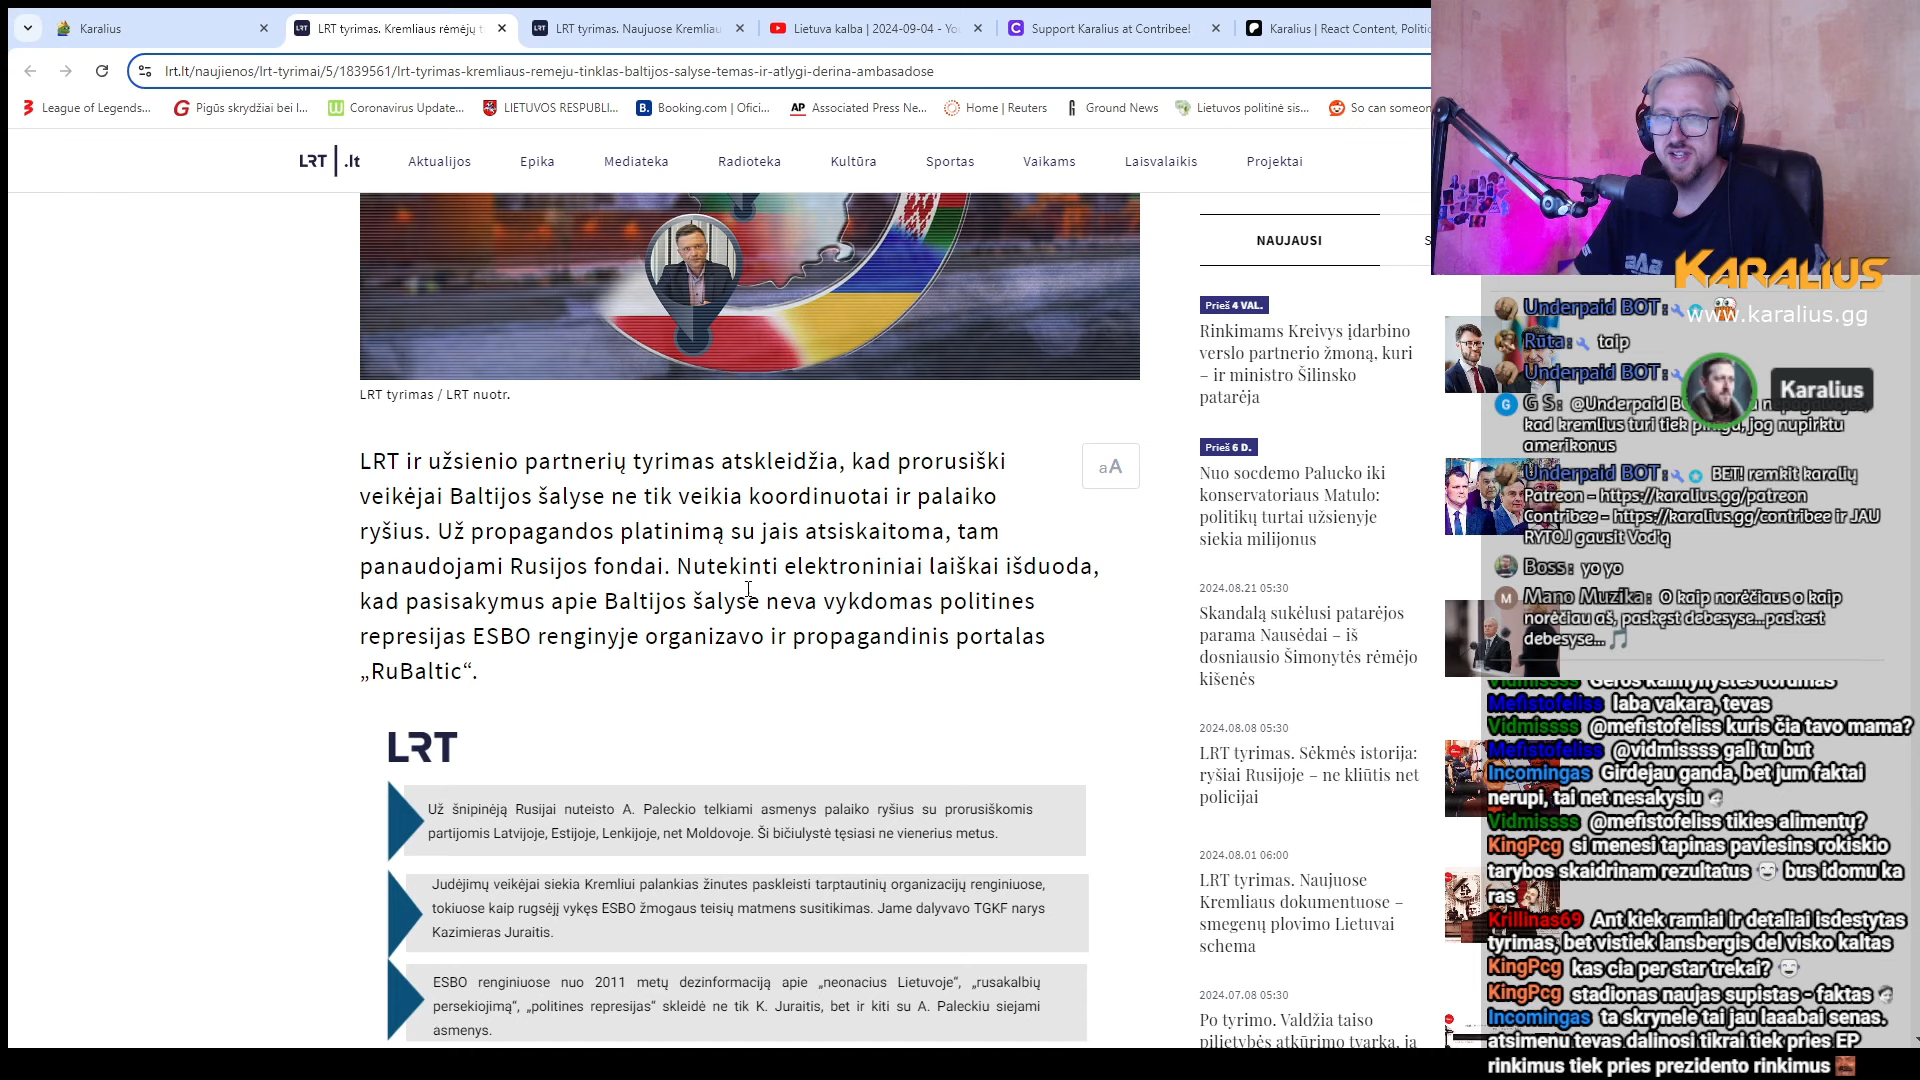 Karalius
LRT tyrimas. Kremliaus rėmėjų t
LRT tyrimas. Naujuose Kremliau
Lietuva kalba | 2024-09-04 - Yo
Support Karalius at Contribee!
Karalius | React Content, Politic
lrt.lt/naujienos/lrt-tyrimai/5/1839561/lrt-tyrimas-kremliaus-remeju-tinklas-baltijos-salyse-temas-ir-atlygi-derina-ambasadose
League of Legends...
Pigūs skrydžiai bei l...
Coronavirus Update...
LIETUVOS RESPUBLI...
Booking.com | Ofici...
Associated Press Ne...
Home | Reuters
Ground News
Lietuvos politinė sis...
So can someon
LRT .lt
Aktualijos
Epika
Mediateka
Radioteka
Kultūra
Sportas
Vaikams
Laisvalaikis
Projektai
LRT tyrimas / LRT nuotr.
LRT ir užsienio partnerių tyrimas atskleidžia, kad prorusiški
veikėjai Baltijos šalyse ne tik veikia koordinuotai ir palaiko
ryšius. Už propagandos platinimą su jais atsiskaitoma, tam
panaudojami Rusijos fondai. Nutekinti elektroniniai laiškai išduoda,
kad pasisakymus apie Baltijos šalyse neva vykdomas politines
represijas ESBO renginyje organizavo ir propagandinis portalas
„RuBaltic“.
aA
LRT
Už šnipinėją Rusijai nuteisto A. Paleckio telkiami asmenys palaiko ryšius su prorusiškomis
partijomis Latvijoje, Estijoje, Lenkijoje, net Moldovoje. Ši bičiulystė tęsiasi ne vienerius metus.
Judėjimų veikėjai siekia Kremliui palankias žinutes paskleisti tarptautinių organizacijų renginiuose,
tokiuose kaip rugsėjį vykęs ESBO žmogaus teisių matmens susitikimas. Jame dalyvavo TGKF narys
Kazimieras Juraitis.
ESBO renginiuose nuo 2011 metų dezinformaciją apie „neonacius Lietuvoje“, „rusakalbių
persekiojimą“, „politines represijas“ skleidė ne tik K. Juraitis, bet ir kiti su A. Paleckiu siejami
asmenys.
NAUJAUSI
S
Prieš 4 VAL.
Rinkimams Kreivys įdarbino
verslo partnerio žmoną, kuri
– ir ministro Šilinsko
patarėja
Prieš 6 D.
Nuo socdemo Palucko iki
konservatoriaus Matulo:
politikų turtai užsienyje
siekia milijonus
2024.08.21 05:30
Skandalą sukėlusi patarėjos
parama Nausėdai – iš
dosniausio Šimonytės rėmėjo
kišenės
2024.08.08 05:30
LRT tyrimas. Sėkmės istorija:
ryšiai Rusijoje – ne kliūtis net
policijai
2024.08.01 06:00
LRT tyrimas. Naujuose
Kremliaus dokumentuose –
smegenų plovimo Lietuvai
schema
2024.07.08 05:30
Po tyrimo. Valdžia taiso
pilietybės atkūrimo tvarką, ją
KARALIUS
www.karalius.gg
Underpaid BOT:
Rūta: taip
Underpaid BOT:
Karalius
G S: @Underpaid
kad kremlius turi tiek pinigų, jog nupirktu
amerikonus
Underpaid BOT: BET! remkit karalių
Patreon - https://karalius.gg/patreon
Contribee - https://karalius.gg/contribee ir JAU
RYTOJ gausit Vod'ą
Boss: yo yo
Mano Muzika: O kaip norėčiaus o kaip
norėčiau aš, paskęst debesyse...paskest
debesyse...
Vidmissss Geros kaimynystės forumas
Mefistofeliss laba vakara, tevas
Vidmissss @mefistofeliss kuris čia tavo mama?
Mefistofeliss @vidmissss gali tu but
Incomingas Girdejau ganda, bet jum faktai
nerupi, tai net nesakysiu
Vidmissss @mefistofeliss tikies alimentų?
KingPcg si menesi tapinas paviesins rokiskio
tarybos skaidrinam rezultatus bus idomu ka
ras
Krillinas69 Ant kiek ramiai ir detaliai isdestytas
tyrimas, bet vistiek lansbergis del visko kaltas
KingPcg kas cia per star trekai?
KingPcg stadionas naujas supistas - faktas
Incomingas ta skrynele tai jau laaabai senas.
atsimenu tevas dalinosi tikrai tiek pries EP
rinkimus tiek pries prezidento rinkimus